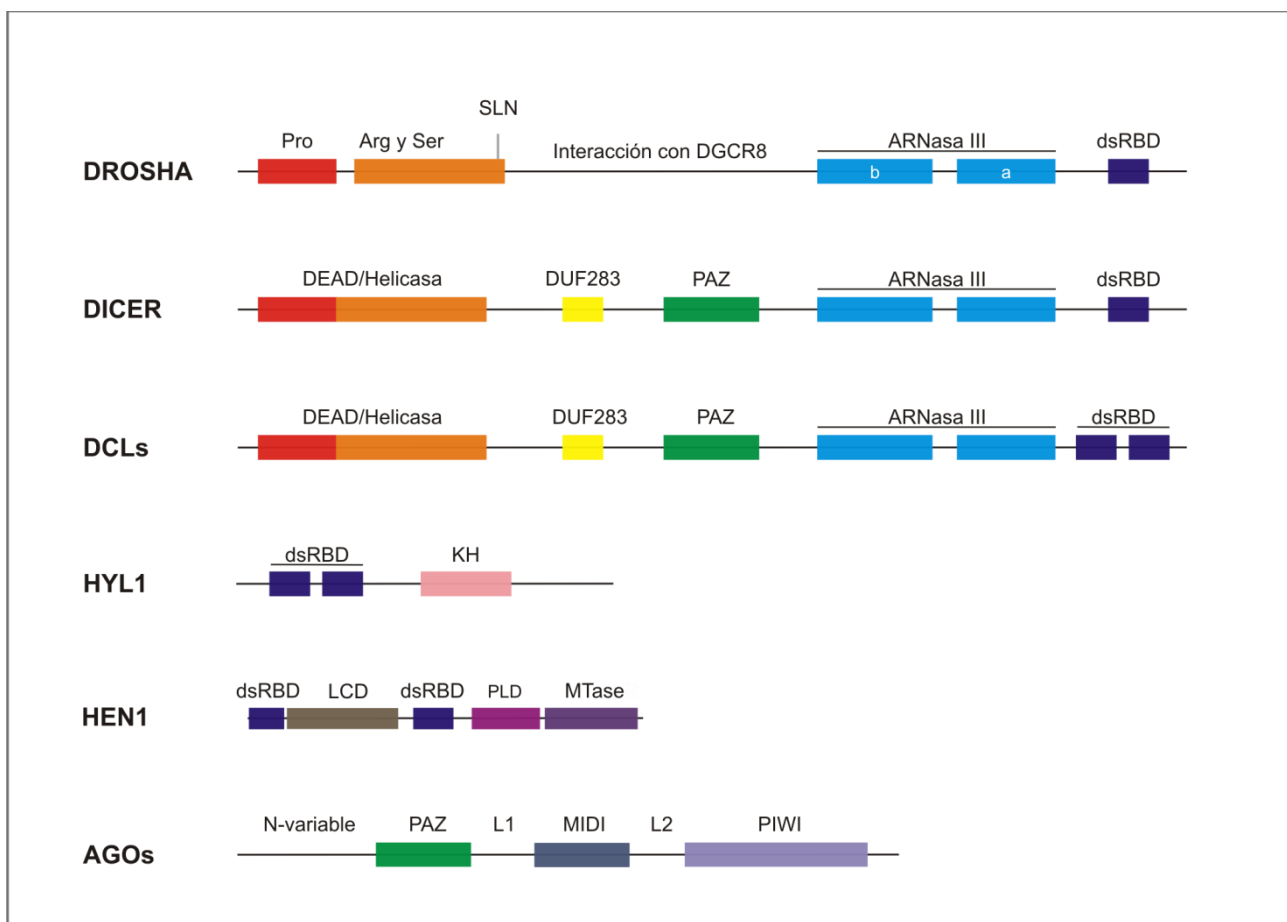 SLN
Pro Arg y Ser Interacción con DGCR8 ARNasa III dsRBD
DROSHA b a
DEAD/Helicasa DUF283 PAZ ARNasa III dsRBD
DICER
DEAD/Helicasa DUF283 PAZ ARNasa III dsRBD
DCLs
dsRBD KH
HYL1
dsRBD LCD dsRBD PLD MTase
HEN1
N-variable PAZ L1 MIDI L2 PIWI
AGOs